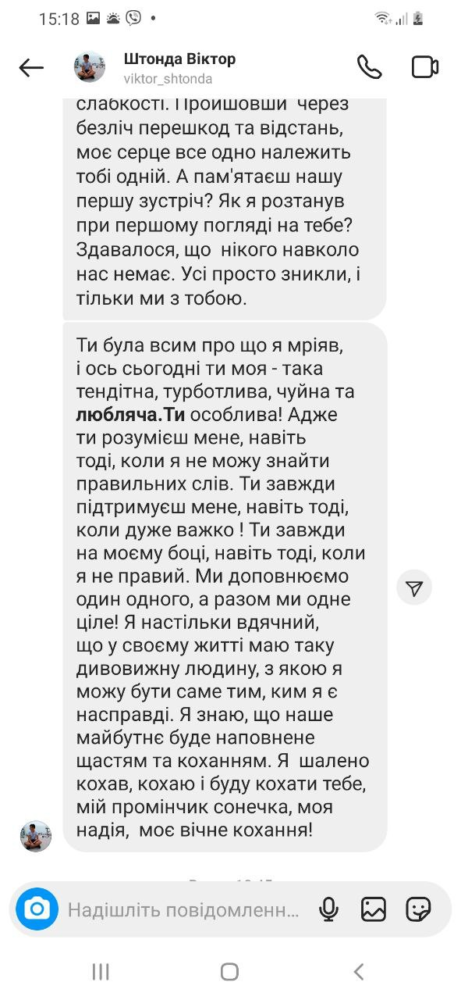 15:18
Штонда Віктор
viktor_shtonda
слабкості. Пройшовши  через
безліч перешкод та відстань,
моє серце все одно належить
тобі одній. А пам'ятаєш нашу
першу зустріч? Як я розтанув
при першому погляді на тебе?
Здавалося, що  нікого навколо
нас немає. Усі просто зникли, і
тільки ми з тобою.
Ти була всим про що я мріяв,
і ось сьогодні ти моя - така
тендітна, турботлива, чуйна та
любляча.Ти особлива! Адже
ти розумієш мене, навіть
тоді, коли я не можу знайти
правильних слів. Ти завжди
підтримуєш мене, навіть тоді,
коли дуже важко ! Ти завжди
на моєму боці, навіть тоді, коли
я не правий. Ми доповнюємо
один одного, а разом ми одне
ціле! Я настільки вдячний,
що у своєму житті маю таку
дивовижну людину, з якою я
можу бути саме тим, ким я є
насправді. Я знаю, що наше
майбутнє буде наповнене
щастям та коханням. Я  шалено
кохав, кохаю і буду кохати тебе,
мій промінчик сонечка, моя
надія,  моє вічне кохання!
Надішліть повідомленн...